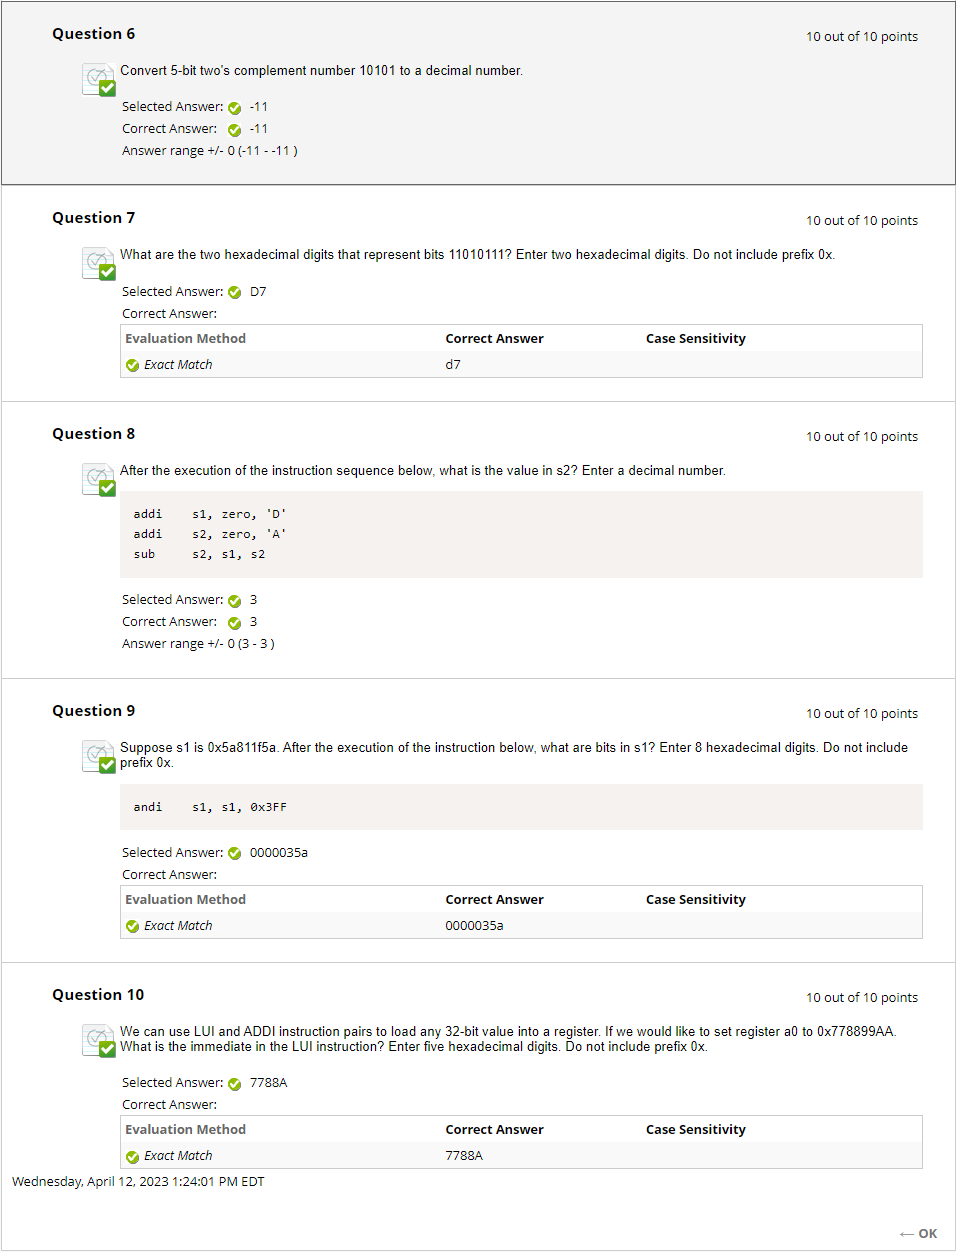 Question 6
10 out of 10 points
Convert 5-bit two's complement number 10101 to a decimal number.
Selected Answer: -11
Correct Answer: -11
Answer range +/- 0 (-11 - -11 )
Question 7
10 out of 10 points
What are the two hexadecimal digits that represent bits 11010111? Enter two hexadecimal digits. Do not include prefix 0x.
Selected Answer: D7
Correct Answer:
Evaluation Method Correct Answer Case Sensitivity
Exact Match d7
Question 8
10 out of 10 points
After the execution of the instruction sequence below, what is the value in s2? Enter a decimal number.
addi s1, zero, 'D'
addi s2, zero, 'A'
sub s2, s1, s2
Selected Answer: 3
Correct Answer: 3
Answer range +/- 0 (3 - 3 )
Question 9
10 out of 10 points
Suppose s1 is 0x5a811f5a. After the execution of the instruction below, what are bits in s1? Enter 8 hexadecimal digits. Do not include
prefix 0x.
andi s1, s1, 0x3FF
Selected Answer: 0000035a
Correct Answer:
Evaluation Method Correct Answer Case Sensitivity
Exact Match 0000035a
Question 10
10 out of 10 points
We can use LUI and ADDI instruction pairs to load any 32-bit value into a register. If we would like to set register a0 to 0x778899AA.
What is the immediate in the LUI instruction? Enter five hexadecimal digits. Do not include prefix 0x.
Selected Answer: 7788A
Correct Answer:
Evaluation Method Correct Answer Case Sensitivity
Exact Match 7788A
Wednesday, April 12, 2023 1:24:01 PM EDT
← OK